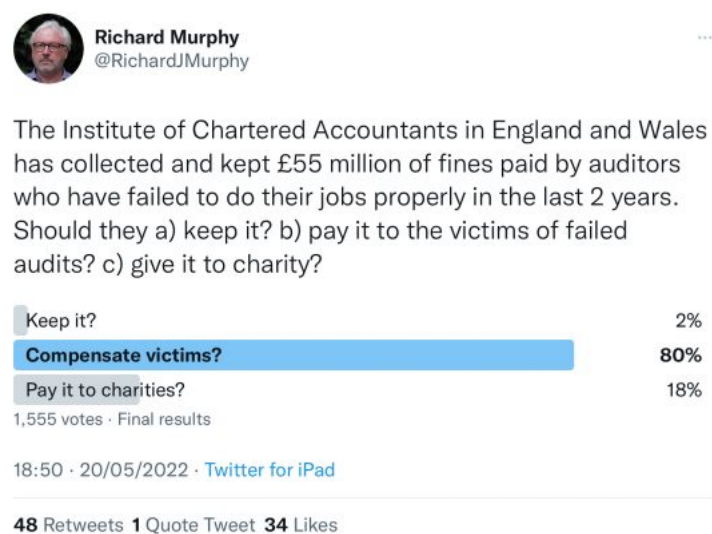 Richard Murphy
@RichardJMurphy
The Institute of Chartered Accountants in England and Wales
has collected and kept £55 million of fines paid by auditors
who have failed to do their jobs properly in the last 2 years.
Should they a) keep it? b) pay it to the victims of failed
audits? c) give it to charity?
Keep it? 2%
Compensate victims? 80%
Pay it to charities? 18%
1,555 votes · Final results
18:50 · 20/05/2022 · Twitter for iPad
48 Retweets 1 Quote Tweet 34 Likes